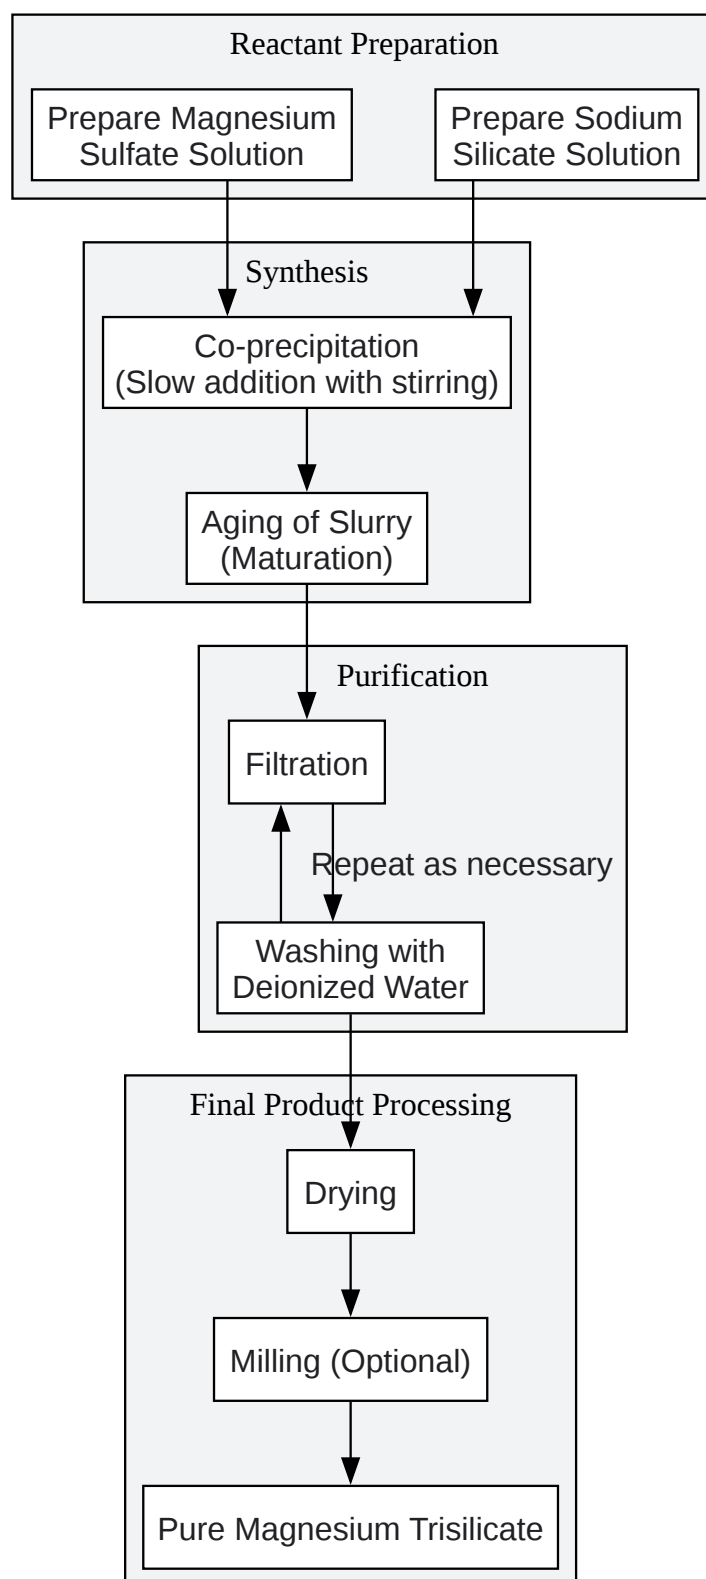 Reactant Preparation
Prepare Magnesium
Sulfate Solution
Prepare Sodium
Silicate Solution
Synthesis
Co-precipitation
(Slow addition with stirring)
Aging of Slurry
(Maturation)
Purification
Filtration
Repeat as necessary
Washing with
Deionized Water
Final Product Processing
Drying
Milling (Optional)
Pure Magnesium Trisilicate